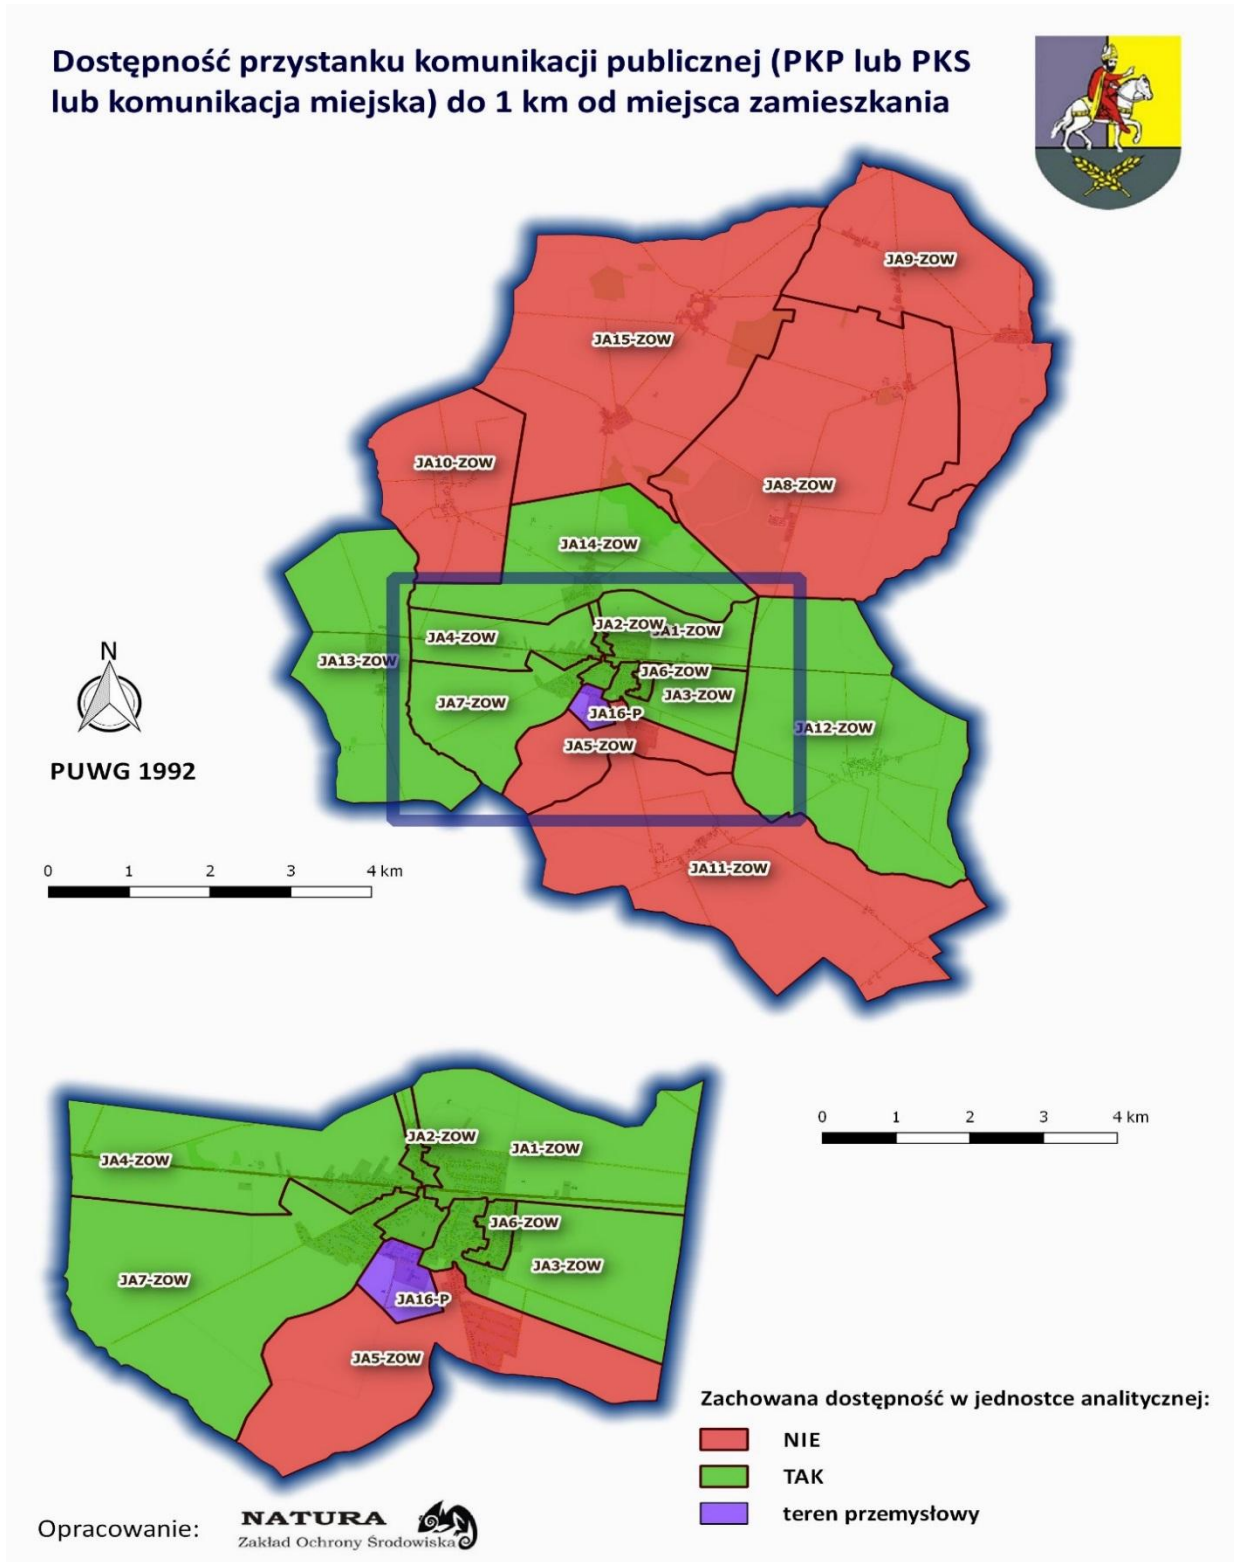 Dostępność przystanku komunikacji publicznej (PKP lub PKS
lub komunikacja miejska) do 1 km od miejsca zamieszkania
JA9-ZOW
JA15-ZOW
JA10-ZOW
JA8-ZOW
JA14-ZOW
JA2-ZOW
JA1-ZOW
JA4-ZOW
JA13-ZOW
JA6-ZOW
JA3-ZOW
JA7-ZOW
JA16-P
JA12-ZOW
JA5-ZOW
JA11-ZOW
N
PUWG 1992
0 1 2 3 4 km
JA2-ZOW
JA1-ZOW
JA4-ZOW
JA6-ZOW
JA3-ZOW
JA7-ZOW
JA16-P
JA5-ZOW
0 1 2 3 4 km
Zachowana dostępność w jednostce analitycznej:
NIE
TAK
teren przemysłowy
Opracowanie:
NATURA
Zakład Ochrony Środowiska